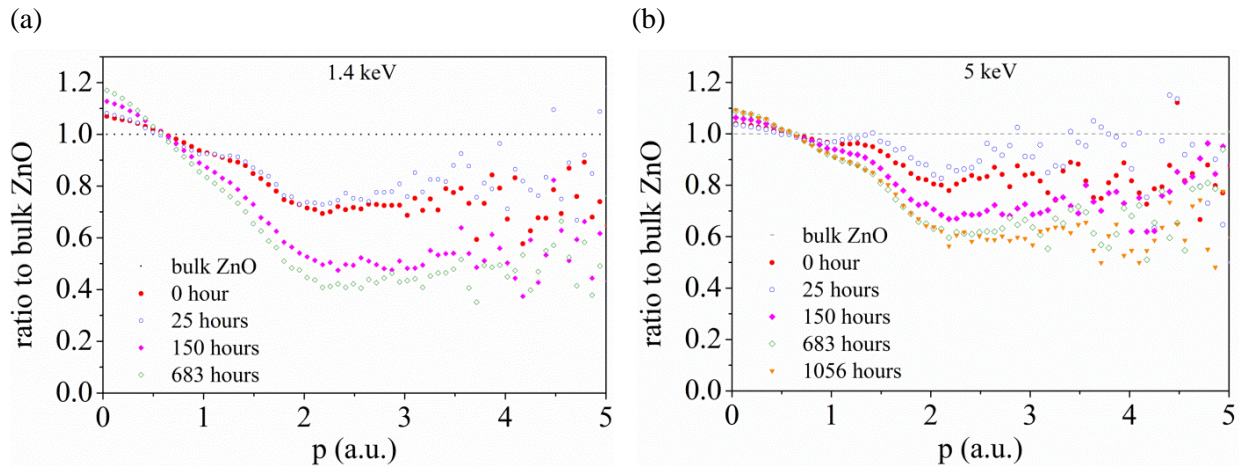 (a)
(b)
1.4 keV
ratio to bulk ZnO
1.2
1.0
0.8
0.6
0.4
0.2
0.0
bulk ZnO
0 hour
25 hours
150 hours
683 hours
0 1 2 3 4 5
p (a.u.)
5 keV
ratio to bulk ZnO
1.2
1.0
0.8
0.6
0.4
0.2
0.0
bulk ZnO
0 hour
25 hours
150 hours
683 hours
1056 hours
0 1 2 3 4 5
p (a.u.)